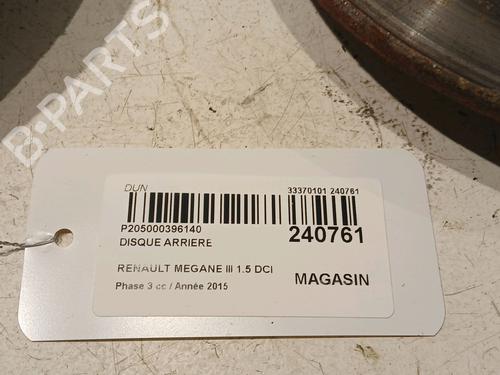 B-PARTS
DUN
33370101 240761
P205000396140
240761
DISQUE ARRIERE
RENAULT MEGANE III 1.5 DCI
MAGASIN
Phase 3 cc / Année 2015